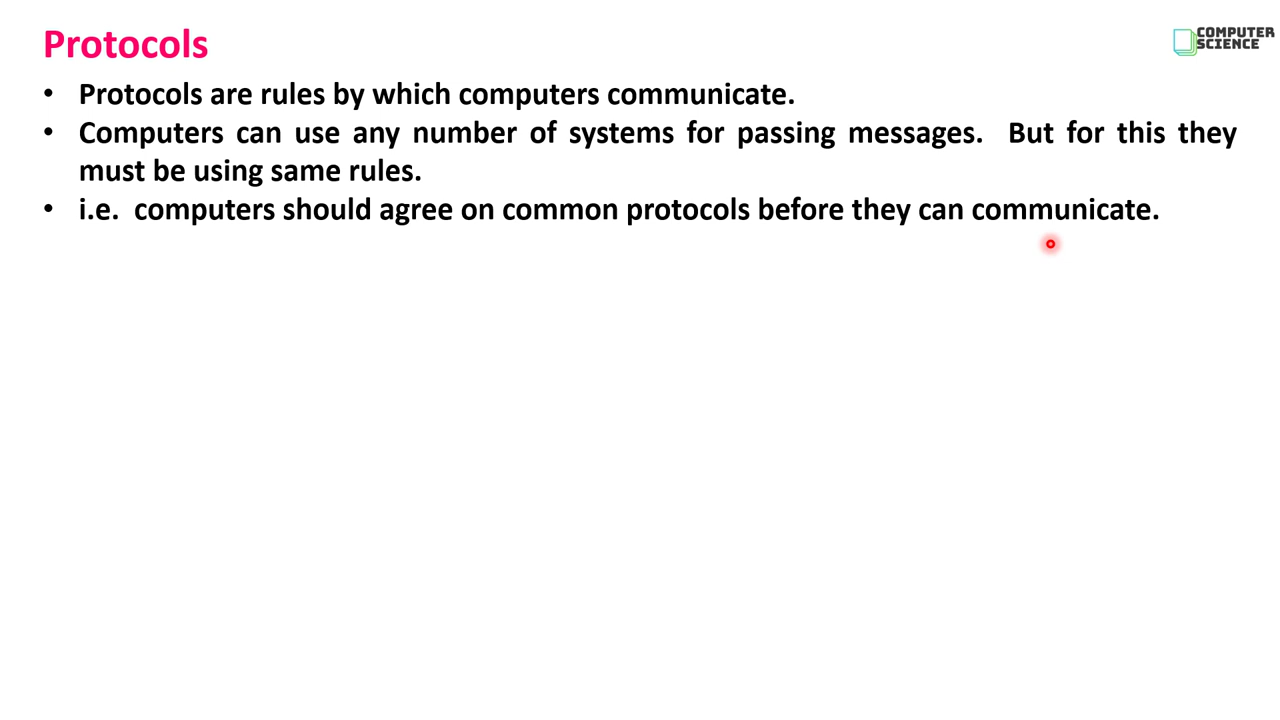 Protocols
COMPUTER
SCIENCE
• Protocols are rules by which computers communicate.
• Computers can use any number of systems for passing messages. But for this they
must be using same rules.
• i.e. computers should agree on common protocols before they can communicate.